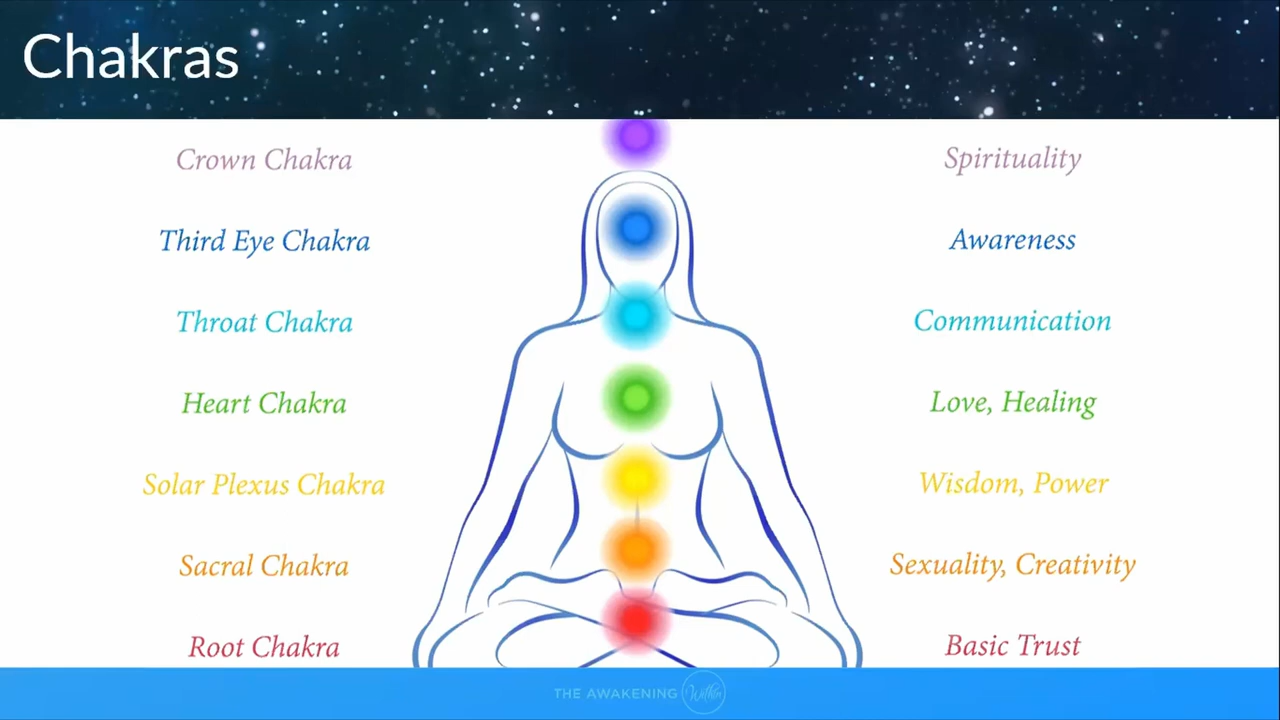 Chakras
Crown Chakra
Spirituality
Third Eye Chakra
Awareness
Throat Chakra
Communication
Heart Chakra
Love, Healing
Solar Plexus Chakra
Wisdom, Power
Sacral Chakra
Sexuality, Creativity
Root Chakra
Basic Trust
THE AWAKENING Within